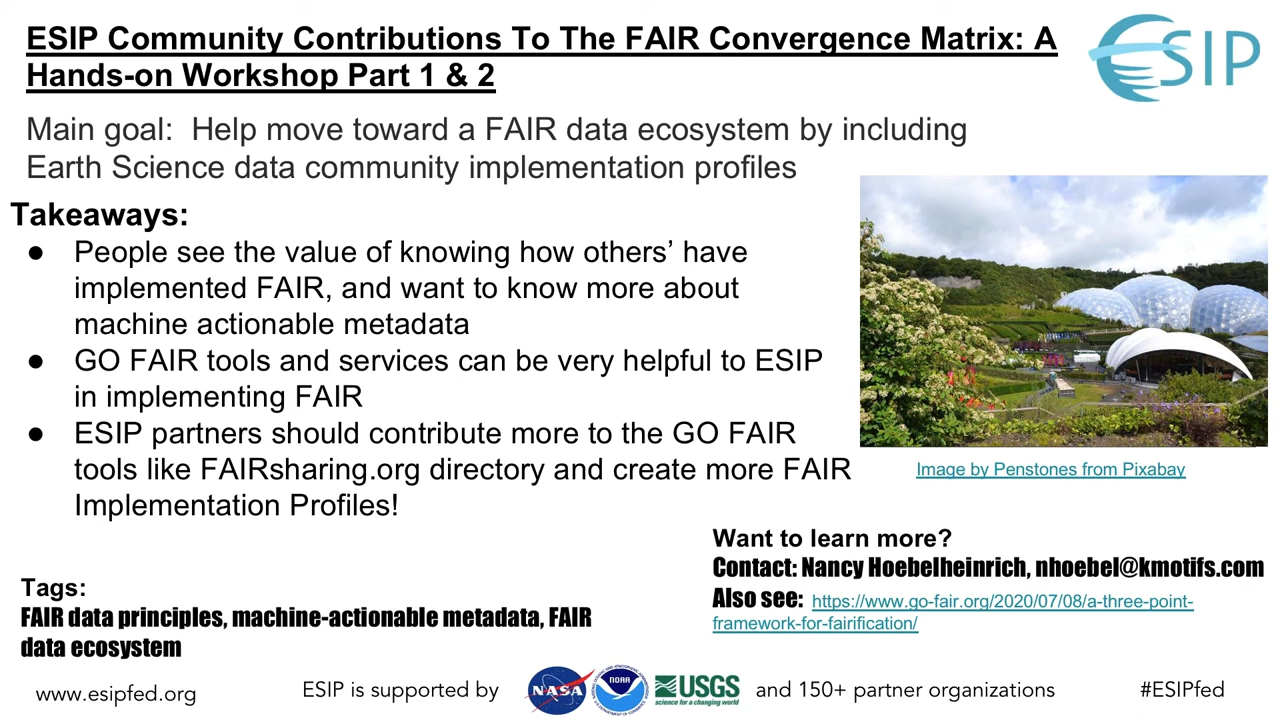 ESIP Community Contributions To The FAIR Convergence Matrix: A
Hands-on Workshop Part 1 & 2
ESIP
Main goal:  Help move toward a FAIR data ecosystem by including
Earth Science data community implementation profiles
Takeaways:
● People see the value of knowing how others’ have
implemented FAIR, and want to know more about
machine actionable metadata
● GO FAIR tools and services can be very helpful to ESIP
in implementing FAIR
● ESIP partners should contribute more to the GO FAIR
tools like FAIRsharing.org directory and create more FAIR
Implementation Profiles!
Image by Penstones from Pixabay
Want to learn more?
Contact: Nancy Hoebelheinrich, nhoebel@kmotifs.com
Also see: https://www.go-fair.org/2020/07/08/a-three-point-
framework-for-fairification/
Tags:
FAIR data principles, machine-actionable metadata, FAIR
data ecosystem
www.esipfed.org
ESIP is supported by
NASA
NOAA
USGS
science for a changing world
and 150+ partner organizations
#ESIPfed